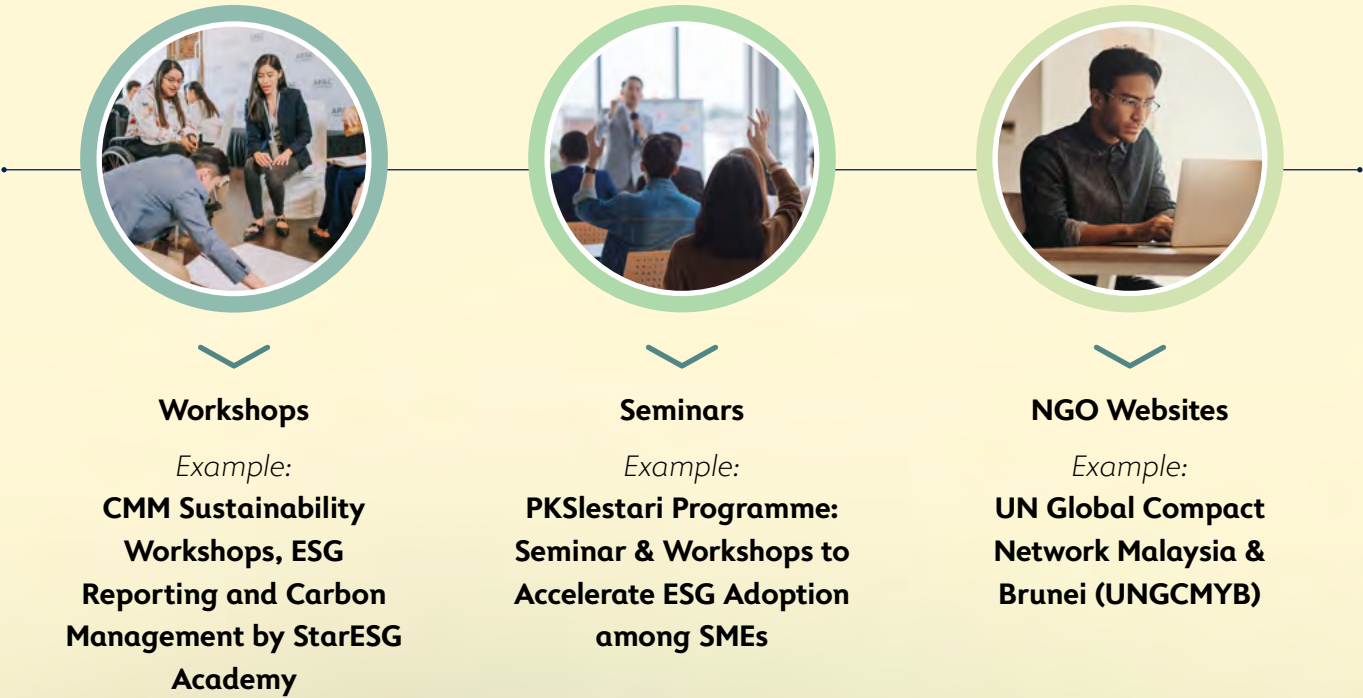 Workshops
Example:
CMM Sustainability
Workshops, ESG
Reporting and Carbon
Management by StarESG
Academy
Seminars
Example:
PKSlestari Programme:
Seminar & Workshops to
Accelerate ESG Adoption
among SMEs
NGO Websites
Example:
UN Global Compact
Network Malaysia &
Brunei (UNGCMYB)